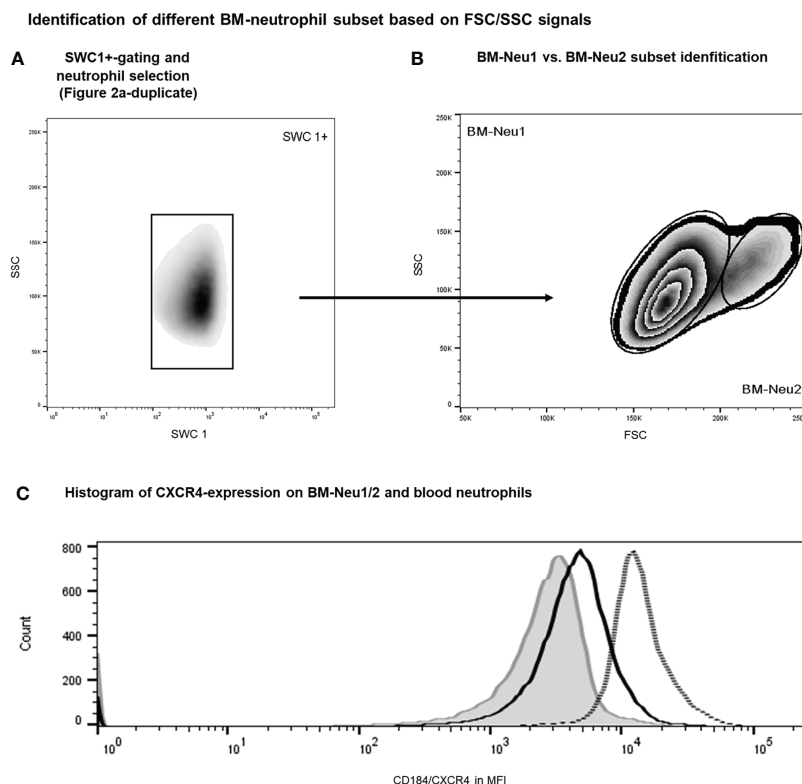 Identification of different BM-neutrophil subset based on FSC/SSC signals
A
SWC1+-gating and
neutrophil selection
(Figure 2a-duplicate)
B
BM-Neu1 vs. BM-Neu2 subset idenfitication
SWC 1+
250K
200K
150K
100K
50K
0
SSC
10⁰
10¹
10²
10³
10⁴
10⁵
SWC 1
BM-Neu1
250K
200K
150K
100K
50K
0
SSC
BM-Neu2
50K
100K
150K
200K
250K
FSC
C
Histogram of CXCR4-expression on BM-Neu1/2 and blood neutrophils
800
600
400
200
0
Count
10⁰
10¹
10²
10³
10⁴
10⁵
CD184/CXCR4 in MFI